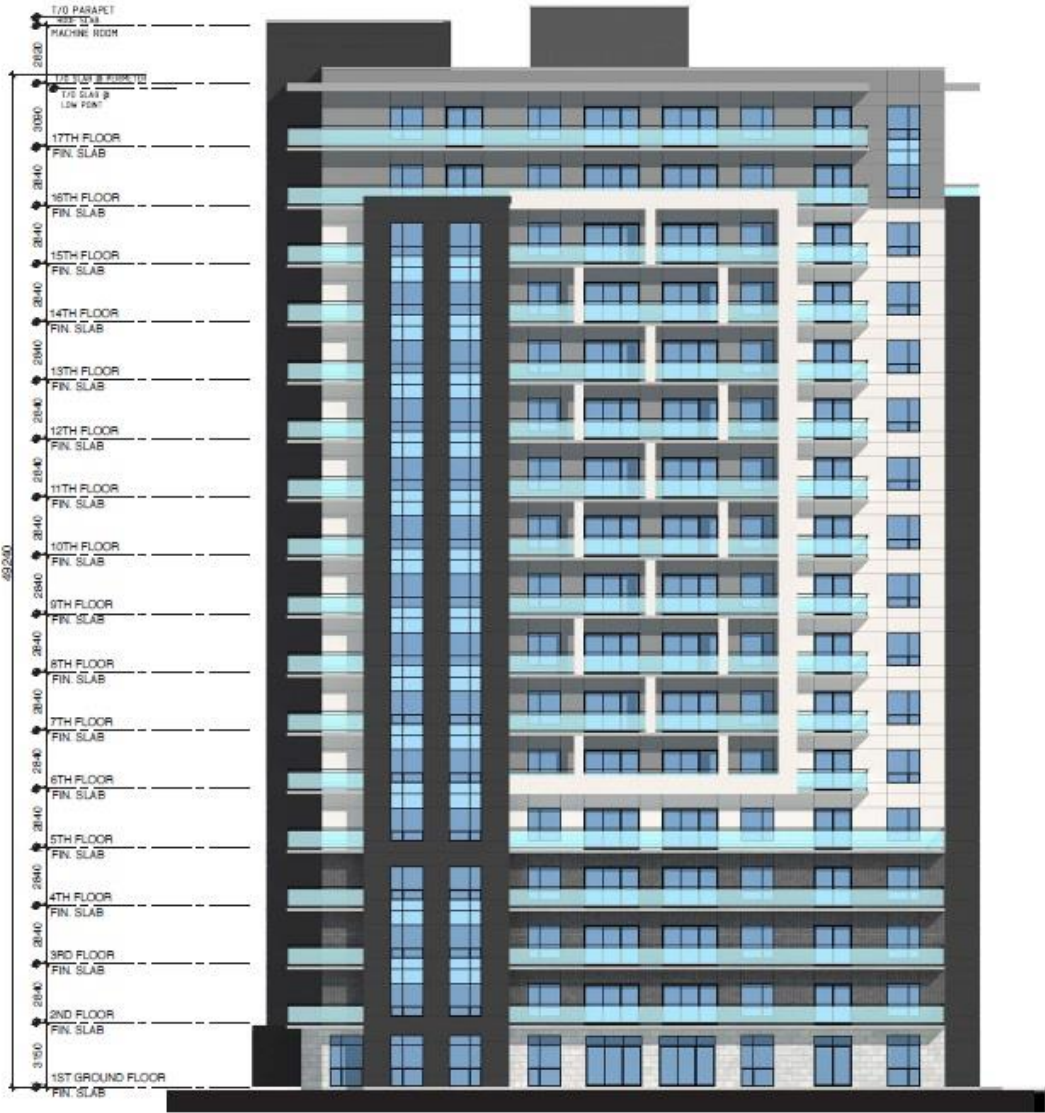 T/O PARAPET
ROOF SLAB
MACHINE ROOM
2820
T/O SLAB @ PERIMETER
T/O SLAB @
LOW POINT
3090
17TH FLOOR
FIN. SLAB
2840
16TH FLOOR
FIN. SLAB
2840
15TH FLOOR
FIN. SLAB
2840
14TH FLOOR
FIN. SLAB
2840
13TH FLOOR
FIN. SLAB
2840
12TH FLOOR
FIN. SLAB
2840
11TH FLOOR
FIN. SLAB
2840
10TH FLOOR
FIN. SLAB
49240
2840
9TH FLOOR
FIN. SLAB
2840
8TH FLOOR
FIN. SLAB
2840
7TH FLOOR
FIN. SLAB
2840
6TH FLOOR
FIN. SLAB
2840
5TH FLOOR
FIN. SLAB
2840
4TH FLOOR
FIN. SLAB
2840
3RD FLOOR
FIN. SLAB
2840
2ND FLOOR
FIN. SLAB
3150
1ST GROUND FLOOR
FIN. SLAB